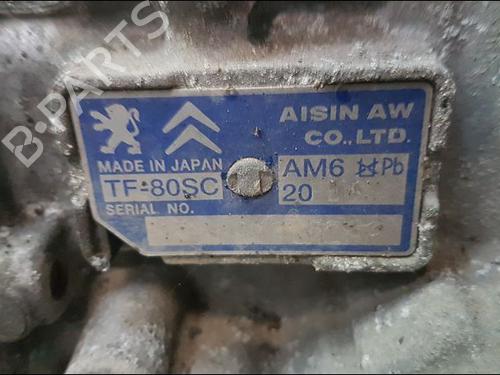 B-PARTS
AISIN AW
CO.,LTD.
MADE IN JAPAN
TF-80SC
AM6 Pb
20
SERIAL NO.